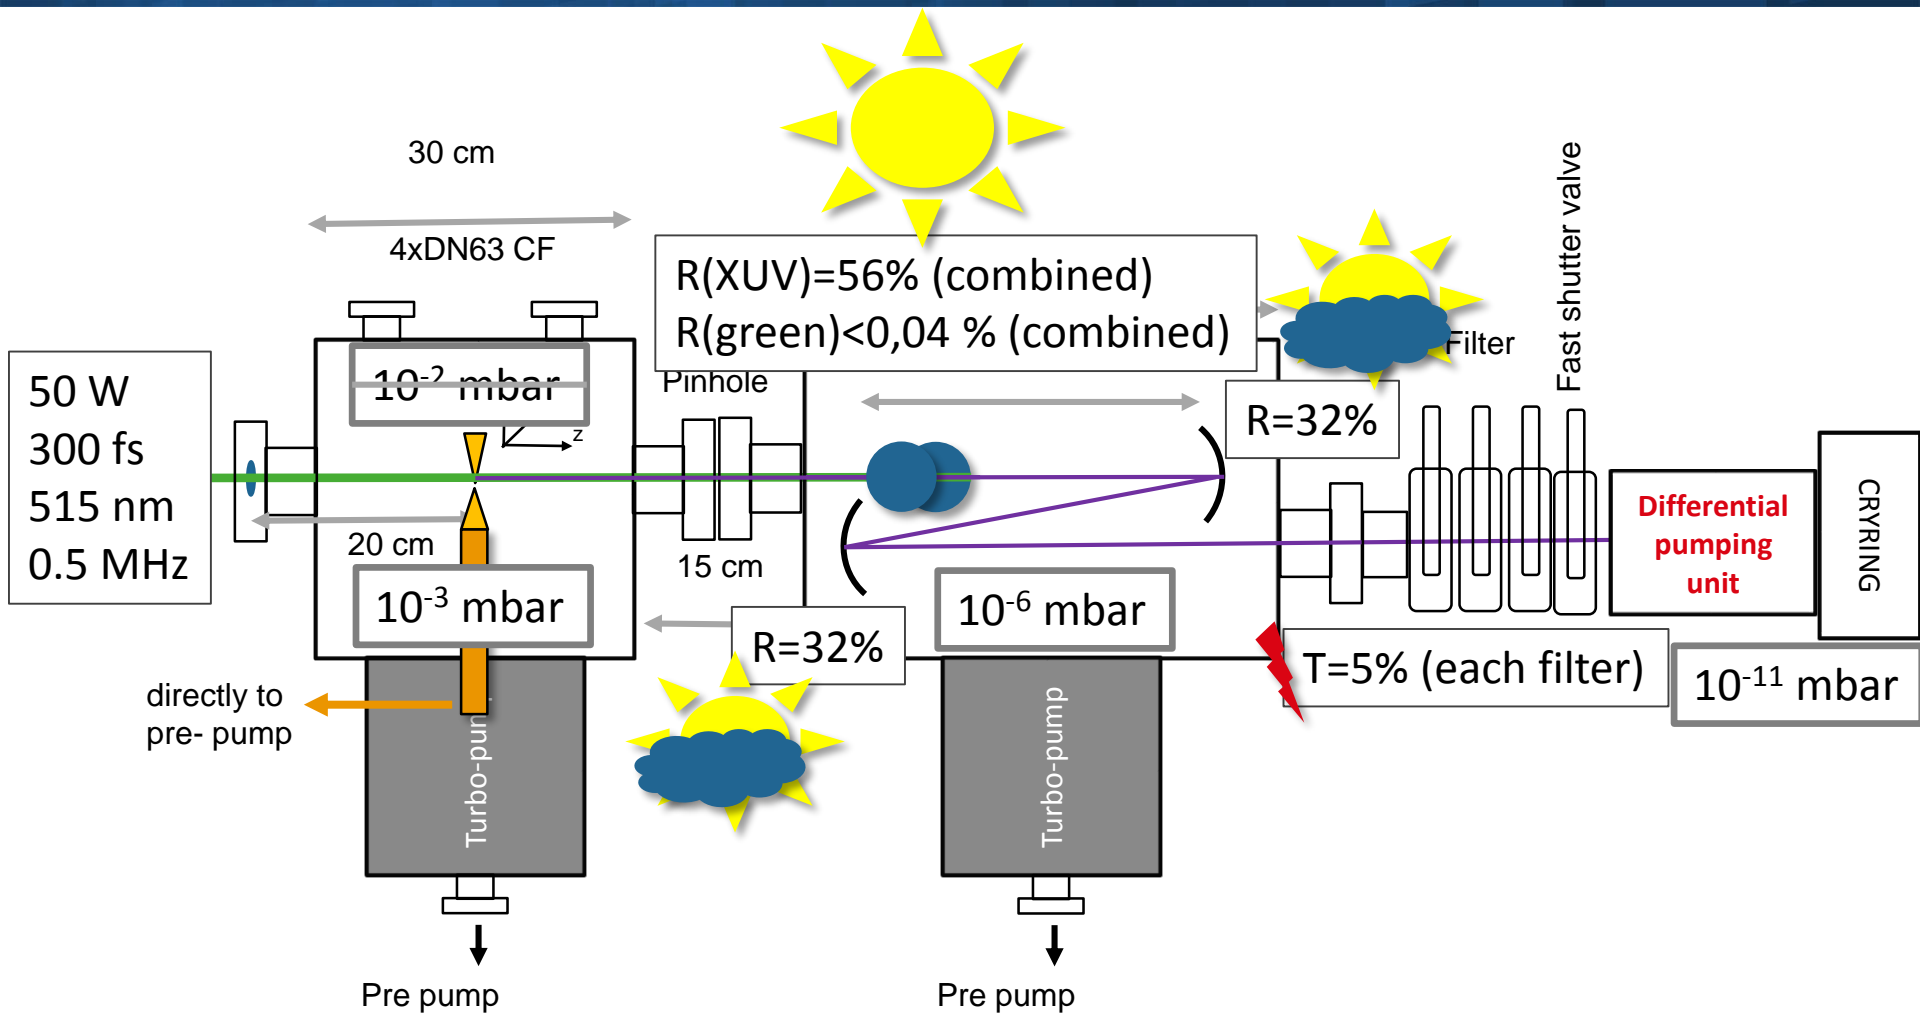 30 cm
4xDN63 CF
R(XUV)=56% (combined)
R(green)<0,04 % (combined)
Fast shutter valve
Filter
50 W
300 fs
515 nm
0.5 MHz
10-2 mbar
z
Pinhole
R=32%
20 cm
15 cm
10-3 mbar
R=32%
10-6 mbar
Differential
pumping
unit
CRYRING
T=5% (each filter)
10-11 mbar
directly to
pre- pump
Turbo-pump
Turbo-pump
Pre pump
Pre pump